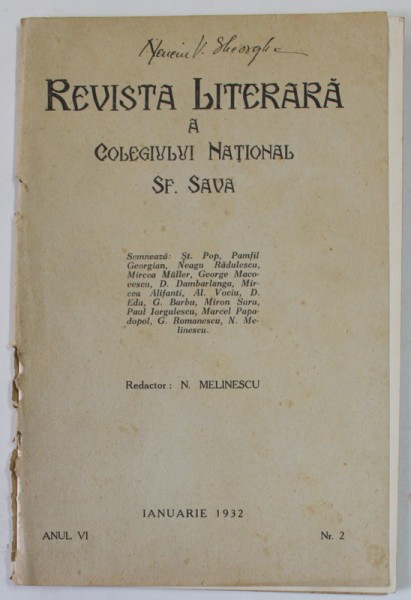 V. Gheorghe
REVISTA LITERARĂ
A
COLEGIULUI NAȚIONAL
SF. SAVA
Semnează: Șt. Pop, Pamfil
Georgian, Neagu Rădulescu,
Mircea Müller, George Maco-
vescu, D. Dambarlanga, Mir-
cea Alifanti, Al. Vociu, D.
Edu, G. Barbu, Miron Suru,
Paul Iorgulescu, Marcel Papa-
dopol, G. Romanescu, N. Me-
linescu.
Redactor : N. MELINESCU
IANUARIE 1932
ANUL VI
Nr. 2